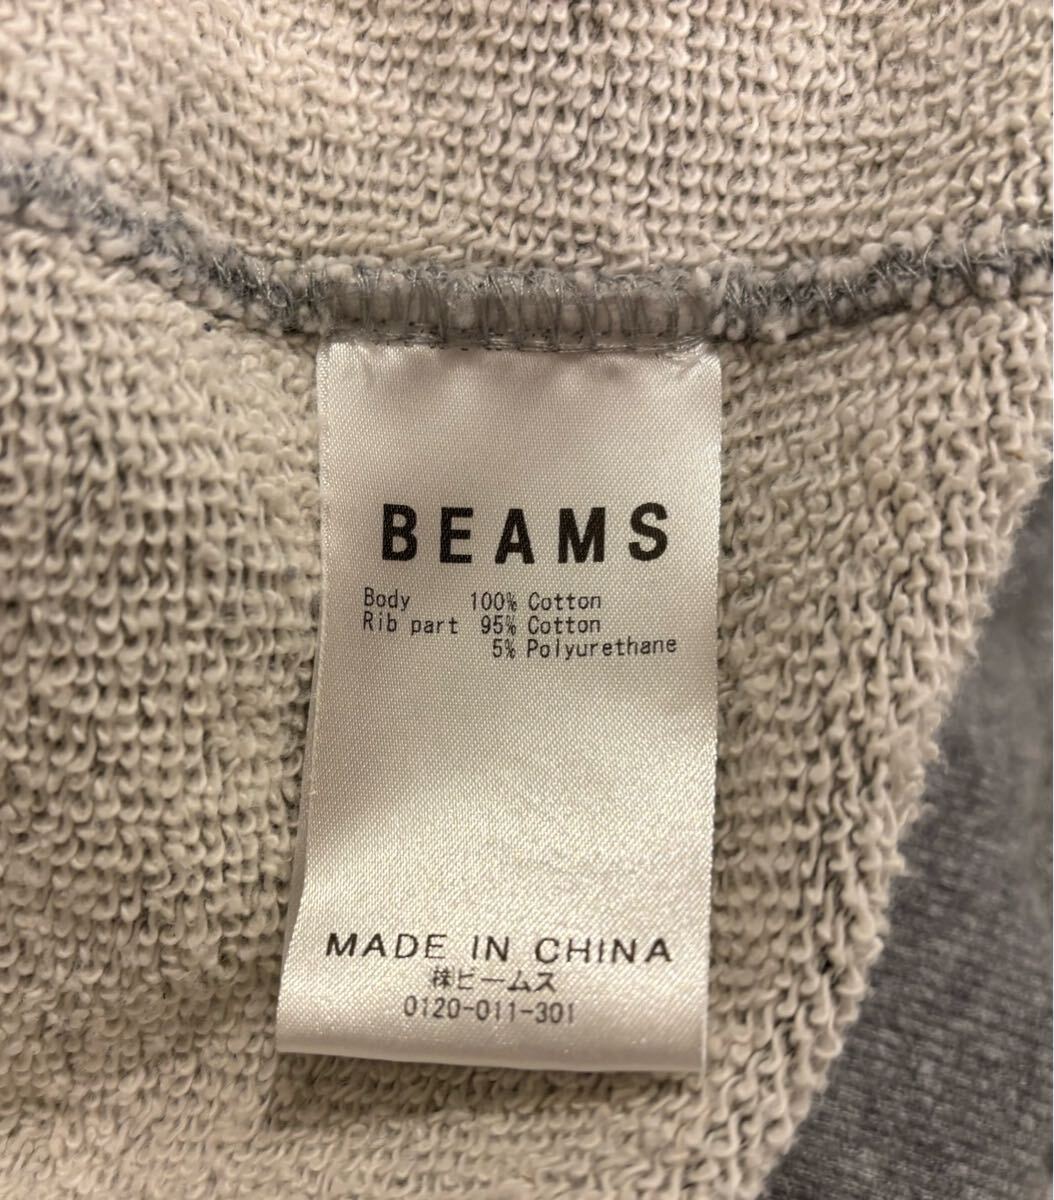 BEAMS
Body 100% Cotton
Rib part 95% Cotton
5% Polyurethane
MADE IN CHINA
㈱ビームス
0120-011-301